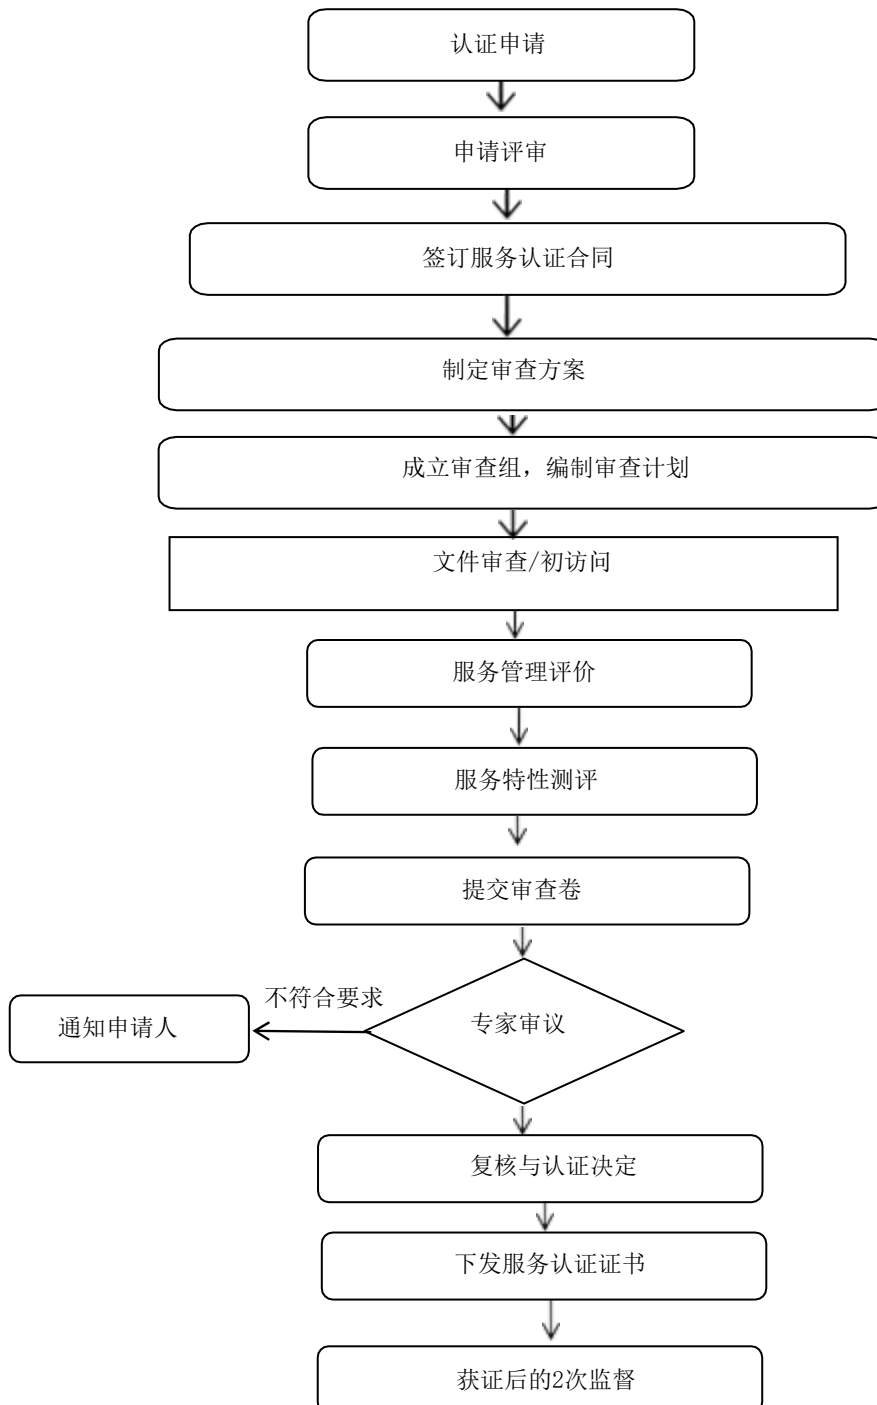 认证申请
申请评审
签订服务认证合同
制定审查方案
成立审查组，编制审查计划
文件审查/初访问
服务管理评价
服务特性测评
提交审查卷
不符合要求
通知申请人
专家审议
复核与认证决定
下发服务认证证书
获证后的2次监督